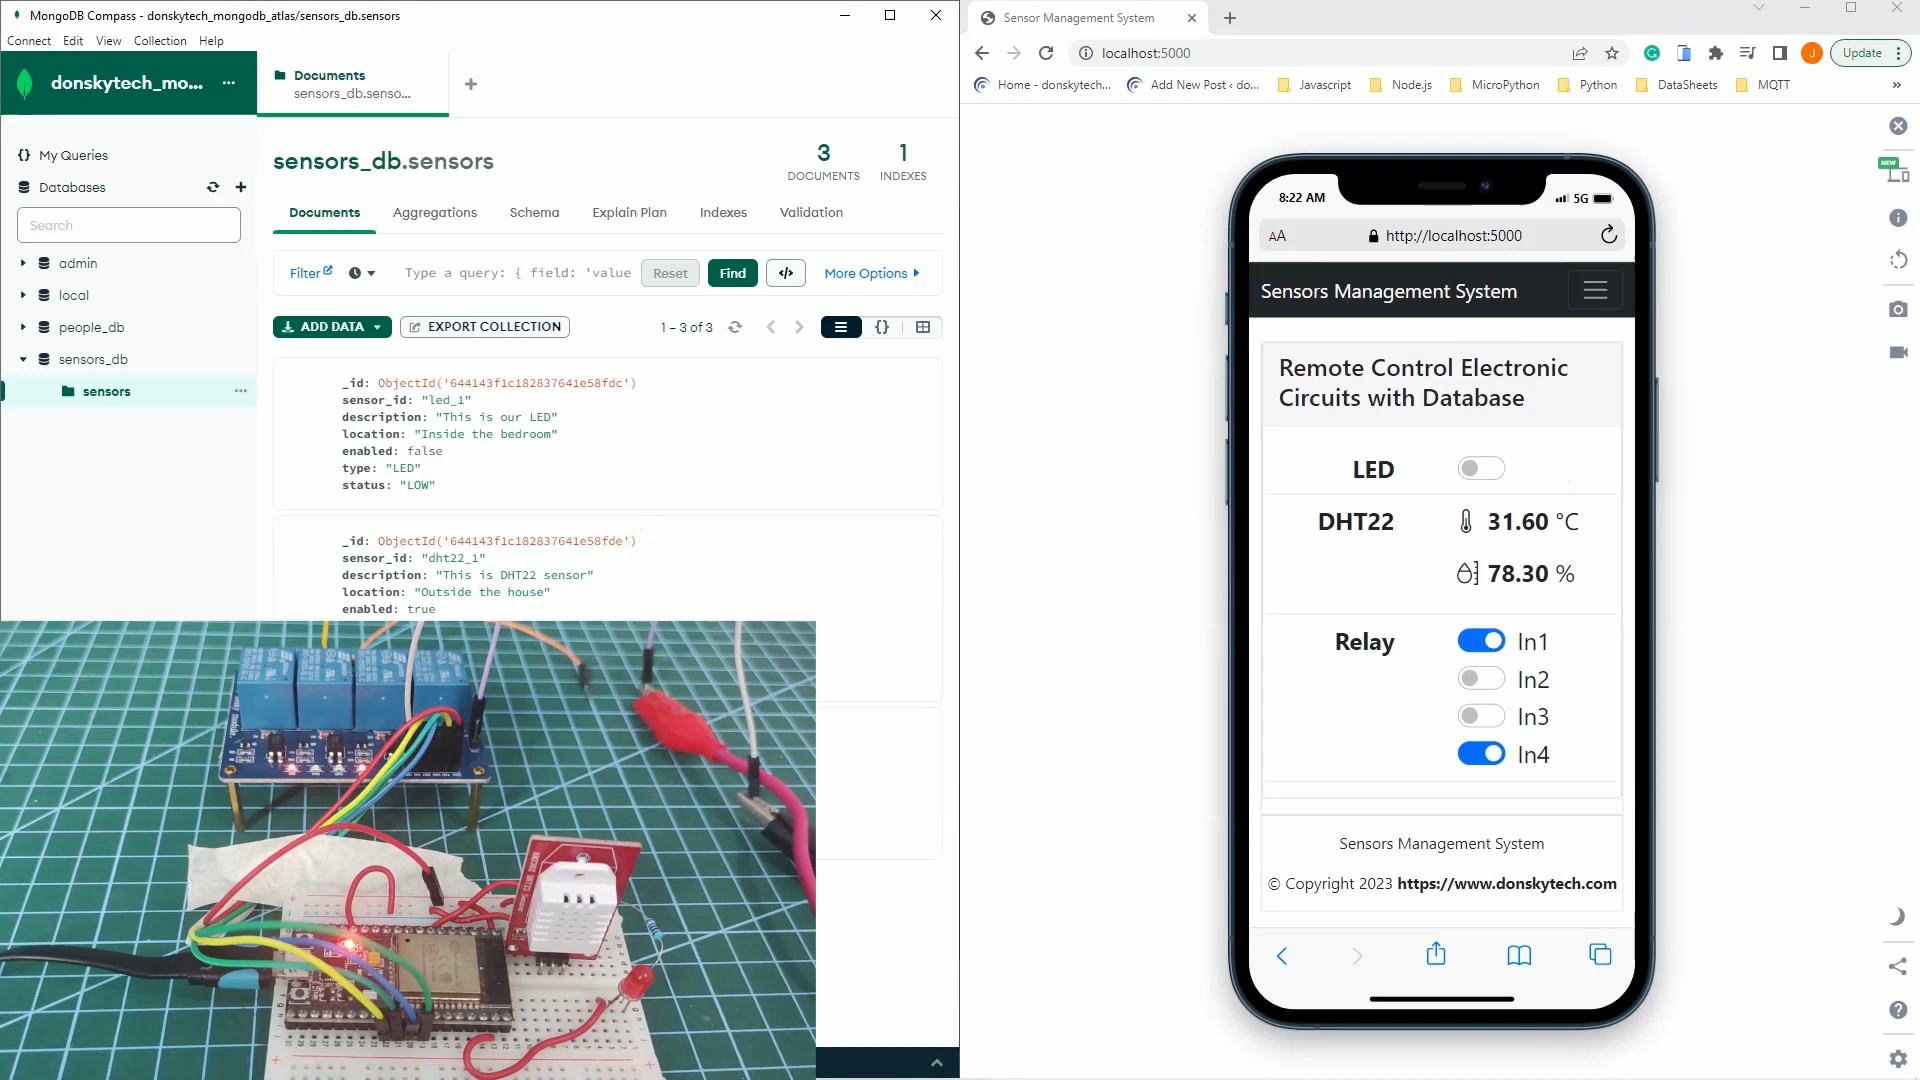 MongoDB Compass - donskytech_mongodb_atlas/sensors_db.sensors
Connect Edit View Collection Help
donskytech_mo...
Documents
sensors_db.senso...
My Queries
Databases
Search
admin
local
people_db
sensors_db
sensors
sensors_db.sensors
3
DOCUMENTS
1
INDEXES
Documents Aggregations Schema Explain Plan Indexes Validation
Filter
Type a query: { field: 'value
Reset
Find
More Options
ADD DATA
EXPORT COLLECTION
1 – 3 of 3
_id: ObjectId('644143f1c182837641e58fdc')
sensor_id: "led_1"
description: "This is our LED"
location: "Inside the bedroom"
enabled: false
type: "LED"
status: "LOW"
_id: ObjectId('644143f1c182837641e58fde')
sensor_id: "dht22_1"
description: "This is DHT22 sensor"
location: "Outside the house"
enabled: true
Sensor Management System
localhost:5000
J
Update
Home - donskytech...
Add New Post ‹ do...
Javascript
Node.js
MicroPython
Python
DataSheets
MQTT
»
NEW
8:22 AM
5G
AA
http://localhost:5000
Sensors Management System
Remote Control Electronic
Circuits with Database
LED
DHT22
31.60 °C
78.30 %
Relay
In1
In2
In3
In4
Sensors Management System
© Copyright 2023 https://www.donskytech.com